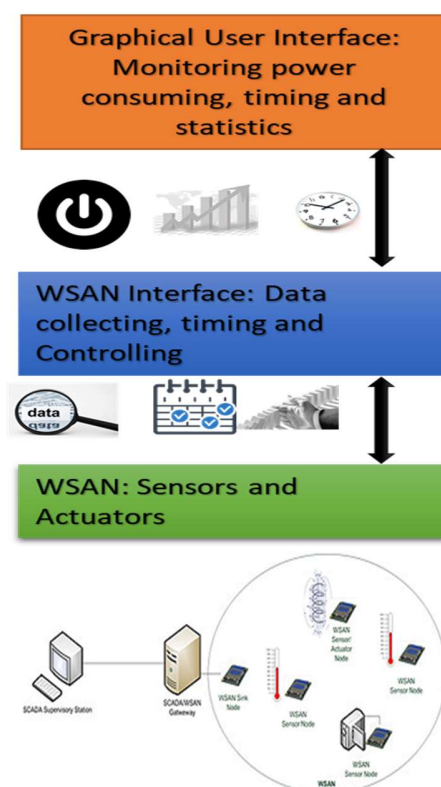 Graphical User Interface:
Monitoring power
consuming, timing and
statistics
WSAN Interface: Data
collecting, timing and
Controlling
data
data
WSAN: Sensors and
Actuators
WSAN
Sensor/
Actuator
Node
WSAN
Sensor Node
SCADA Supervisory Station
SCADA/WSAN
Gateway
WSAN Sink
Node
WSAN
Sensor Node
WSAN
Sensor Node
WSAN